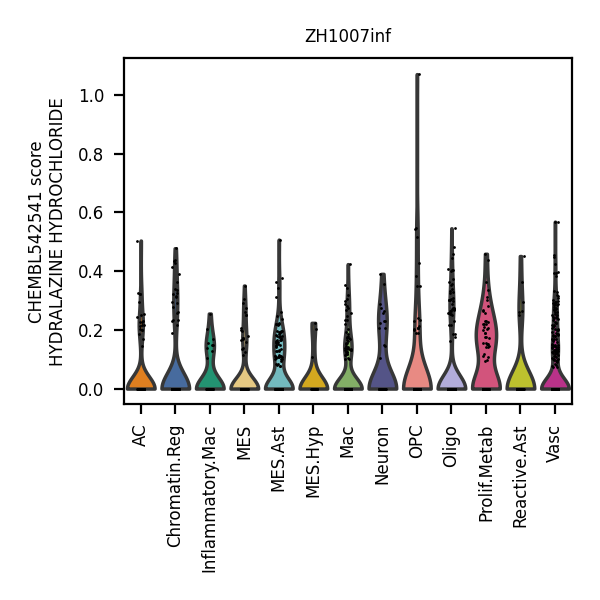 ZH1007inf
CHEMBL542541 score
HYDRALAZINE HYDROCHLORIDE
1.0
0.8
0.6
0.4
0.2
0.0
AC
Chromatin.Reg
Inflammatory.Mac
MES
MES.Ast
MES.Hyp
Mac
Neuron
OPC
Oligo
Prolif.Metab
Reactive.Ast
Vasc